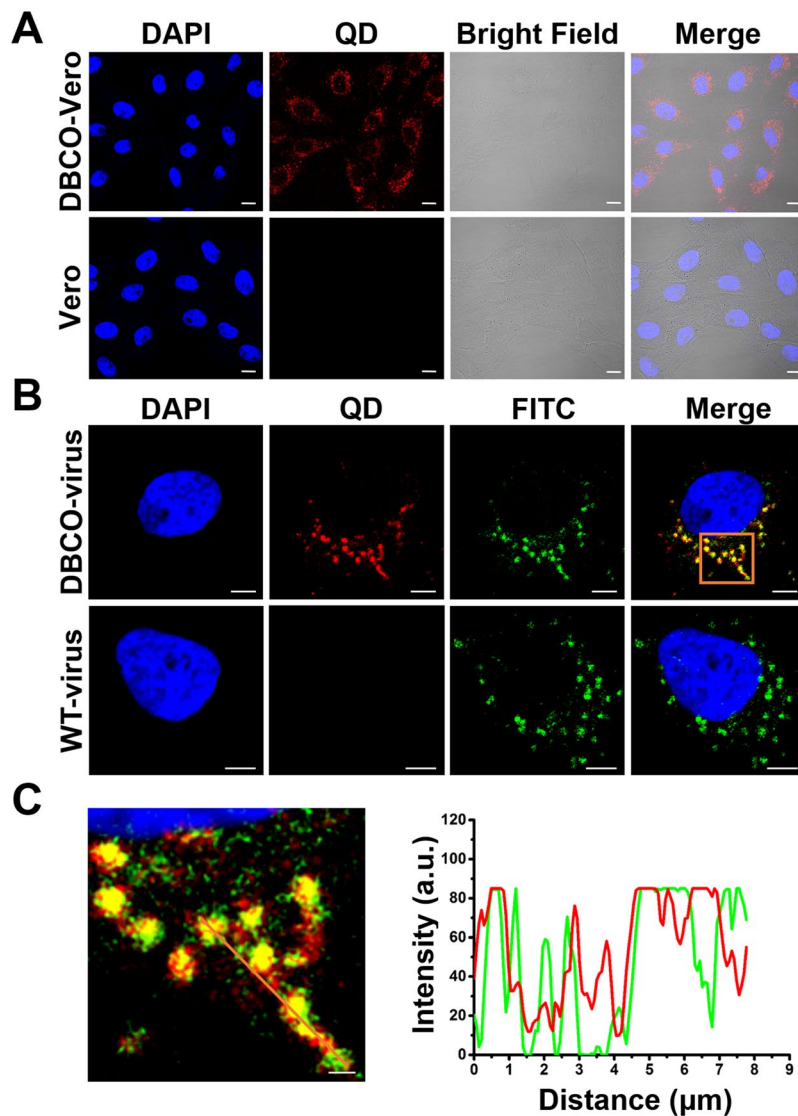 A
DAPI QD Bright Field Merge
DBCO-Vero
Vero
B
DAPI QD FITC Merge
DBCO-virus
WT-virus
C
120
100
80
60
40
20
0
Intensity (a.u.)
0 1 2 3 4 5 6 7 8 9
Distance (μm)